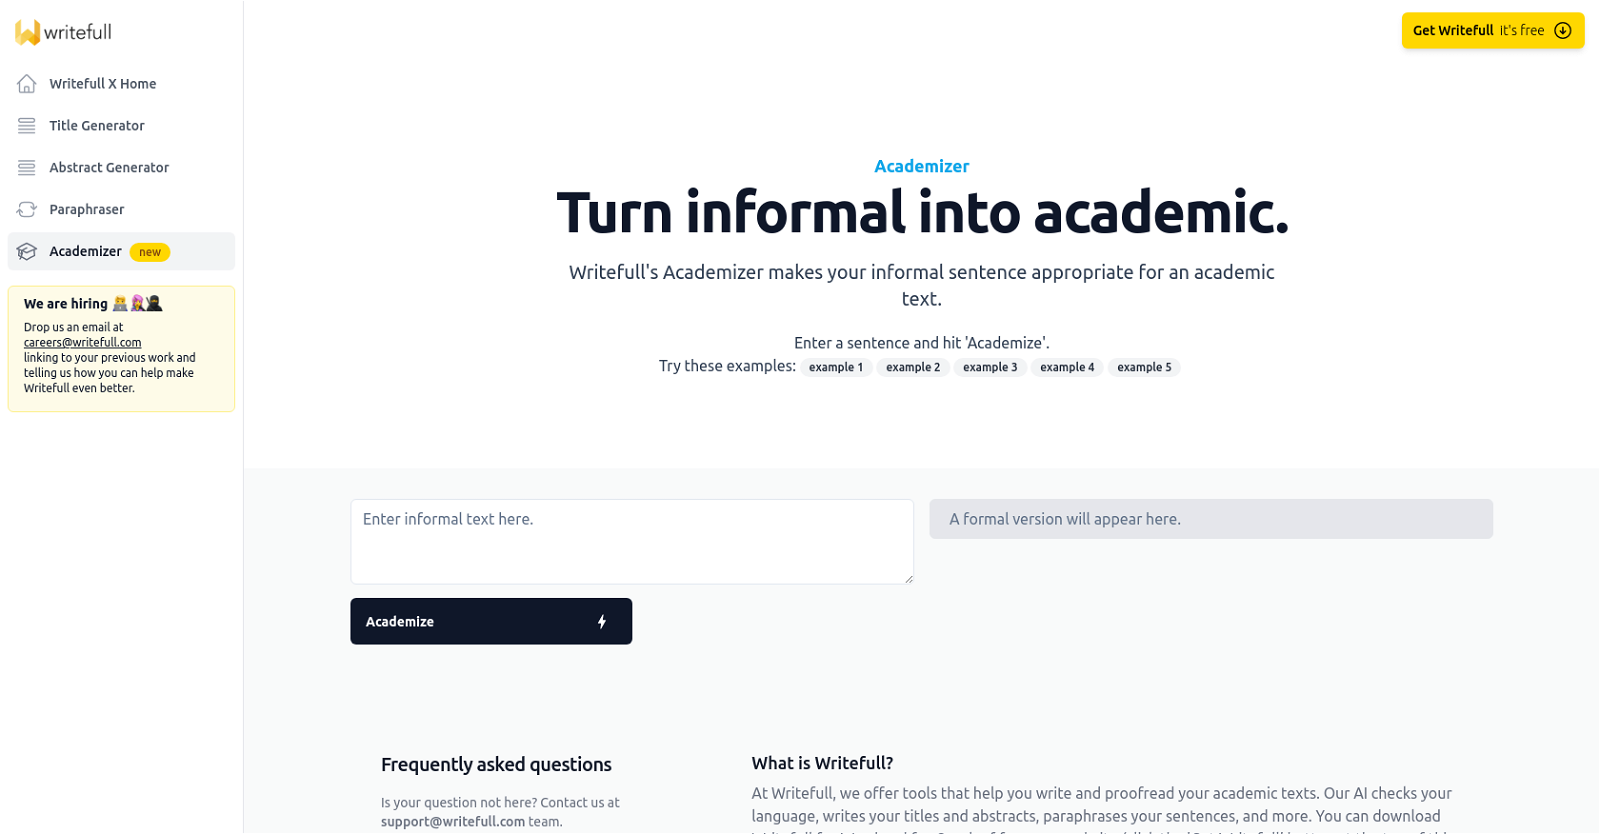 writefull
Get Writefull it's free
Writefull X Home
Title Generator
Abstract Generator
Paraphraser
Academizer new
We are hiring
Drop us an email at
careers@writefull.com
linking to your previous work and
telling us how you can help make
Writefull even better.
Academizer
Turn informal into academic.
Writefull's Academizer makes your informal sentence appropriate for an academic
text.
Enter a sentence and hit 'Academize'.
Try these examples: example 1 example 2 example 3 example 4 example 5
Enter informal text here.
A formal version will appear here.
Academize
Frequently asked questions
Is your question not here? Contact us at
support@writefull.com team.
What is Writefull?
At Writefull, we offer tools that help you write and proofread your academic texts. Our AI checks your
language, writes your titles and abstracts, paraphrases your sentences, and more. You can download